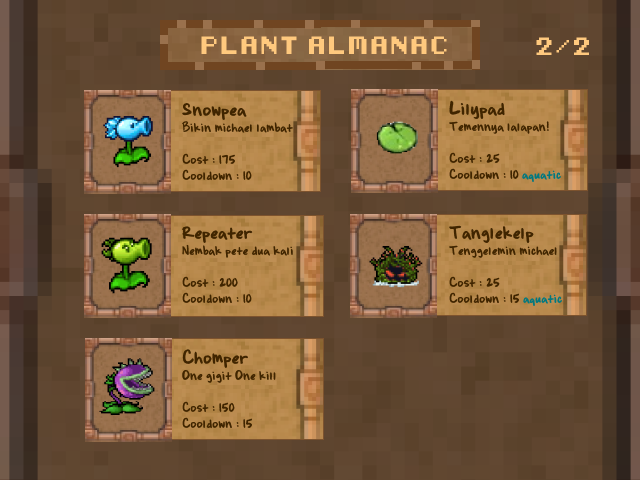 PLANT ALMANAC
2/2
Snowpea
Bikin michael lambat
Cost : 175
Cooldown : 10
Lilypad
Temennya lalapan!
Cost : 25
Cooldown : 10 aquatic
Repeater
Nembak pete dua kali
Cost : 200
Cooldown : 10
Tanglekelp
Tenggelemin michael
Cost : 25
Cooldown : 15 aquatic
Chomper
One gigit One kill
Cost : 150
Cooldown : 15